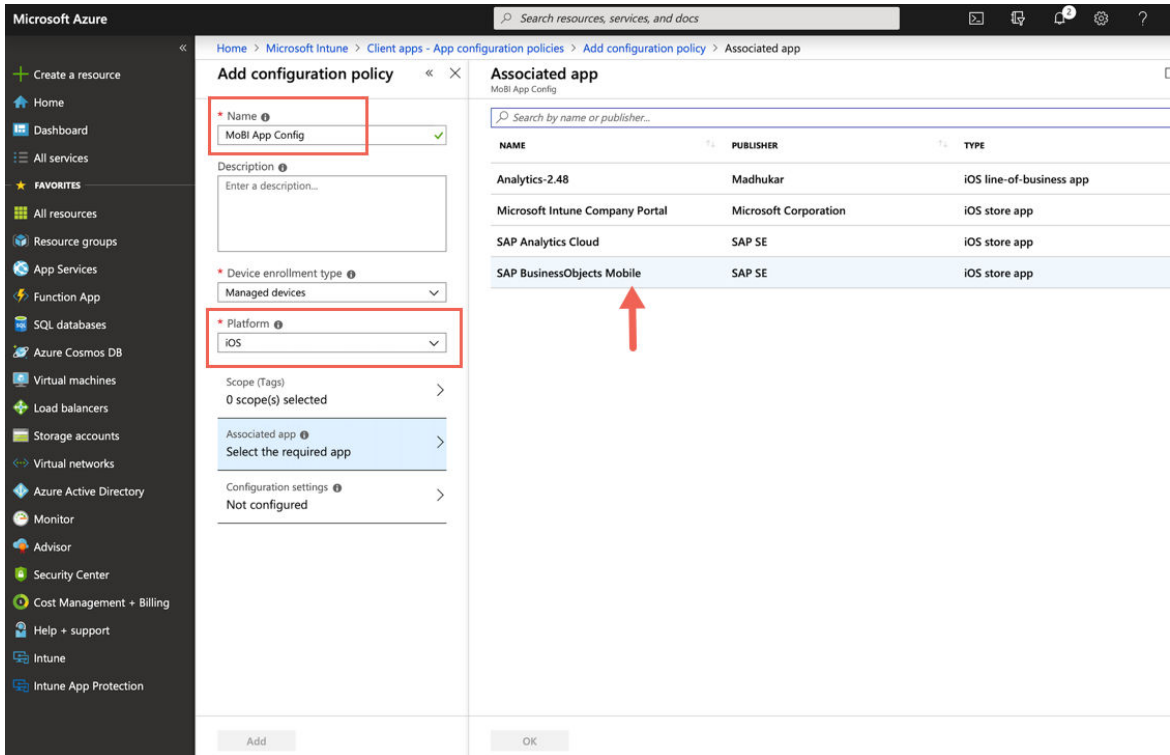 Microsoft Azure
Search resources, services, and docs
2
?
«
Create a resource
Home
Dashboard
All services
FAVORITES
All resources
Resource groups
App Services
Function App
SQL databases
Azure Cosmos DB
Virtual machines
Load balancers
Storage accounts
Virtual networks
Azure Active Directory
Monitor
Advisor
Security Center
Cost Management + Billing
Help + support
Intune
Intune App Protection
Home > Microsoft Intune > Client apps - App configuration policies > Add configuration policy > Associated app
Add configuration policy
«
* Name
MoBI App Config
Description
Enter a description...
* Device enrollment type
Managed devices
* Platform
iOS
Scope (Tags)
0 scope(s) selected
Associated app
Select the required app
Configuration settings
Not configured
Add
Associated app
MoBI App Config
Search by name or publisher...
NAME PUBLISHER TYPE
Analytics-2.48 Madhukar iOS line-of-business app
Microsoft Intune Company Portal Microsoft Corporation iOS store app
SAP Analytics Cloud SAP SE iOS store app
SAP BusinessObjects Mobile SAP SE iOS store app
OK